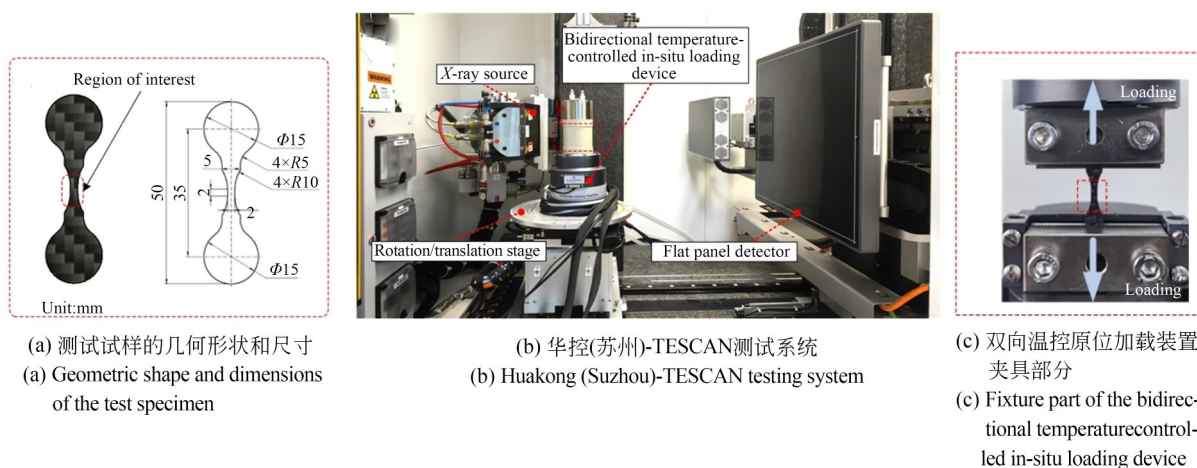 Region of interest
Φ15
5
4×R5
4×R10
50
35
2
2
Φ15
Unit:mm
(a) 测试试样的几何形状和尺寸
(a) Geometric shape and dimensions
of the test specimen
Bidirectional temperature-
controlled in-situ loading
device
X-ray source
WARNING
Rotation/translation stage
Flat panel detector
(b) 华控(苏州)-TESCAN测试系统
(b) Huakong (Suzhou)-TESCAN testing system
Loading
Loading
(c) 双向温控原位加载装置
夹具部分
(c) Fixture part of the bidirec-
tional temperaturecontrol-
led in-situ loading device